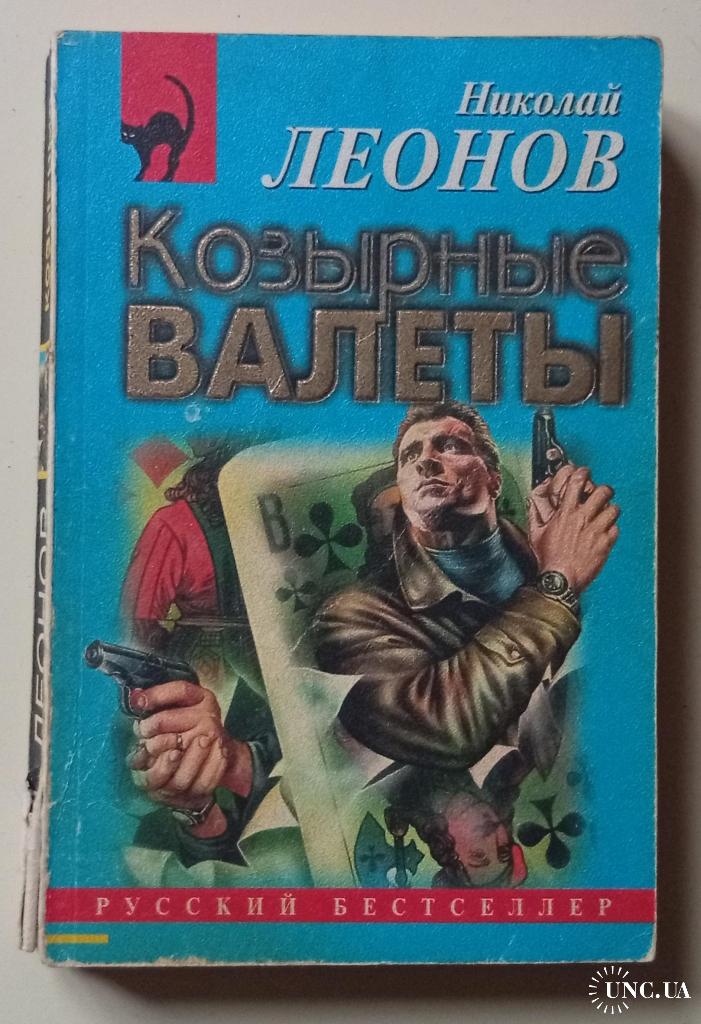 Николай
ЛЕОНОВ
Козырные
ВАЛЕТЫ
В
РУССКИЙ БЕСТСЕЛЛЕР
ЛЕОНОВ
UNC.UA